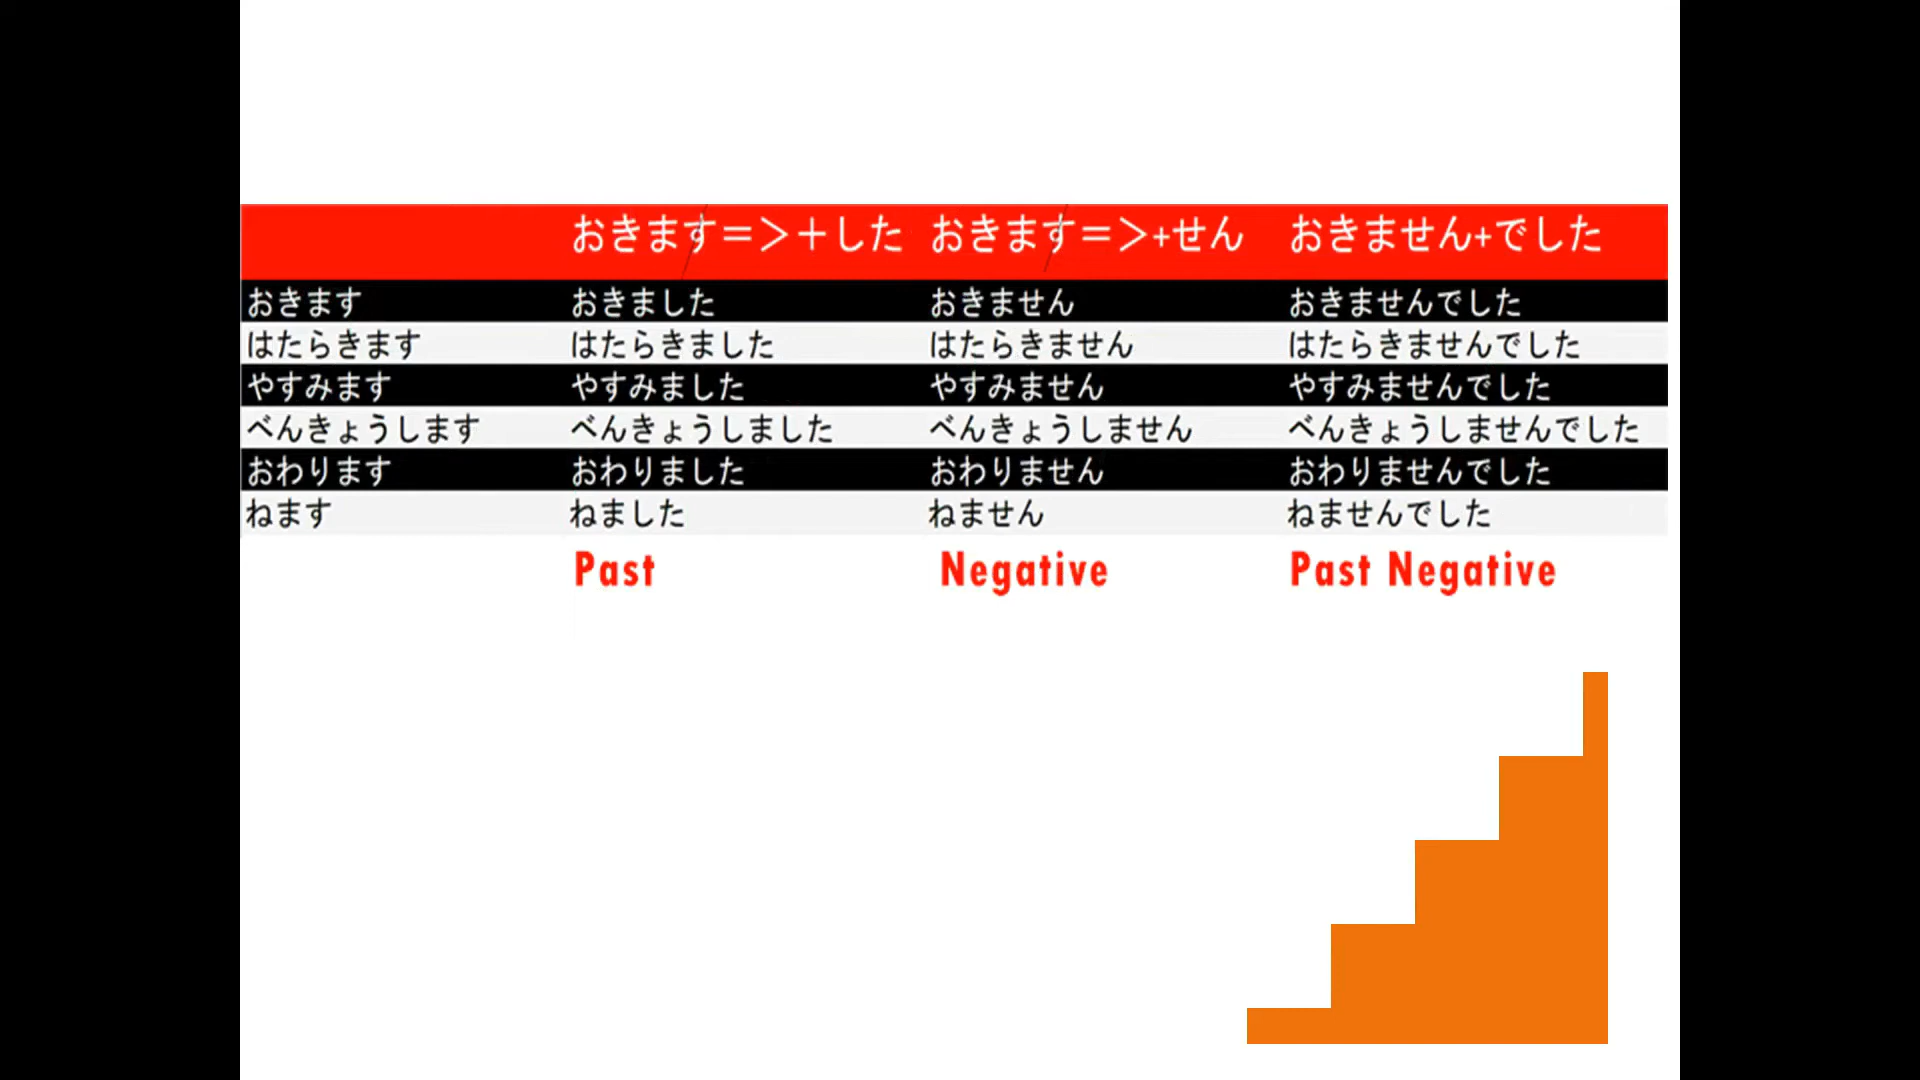 おきます＝＞＋した おきます＝＞+せん おきません+でした
おきます おきました おきません おきませんでした
はたらきます はたらきました はたらきません はたらきませんでした
やすみます やすみました やすみません やすみませんでした
べんきょうします べんきょうしました べんきょうしません べんきょうしませんでした
おわります おわりました おわりません おわりませんでした
ねます ねました ねません ねませんでした
Past Negative Past Negative